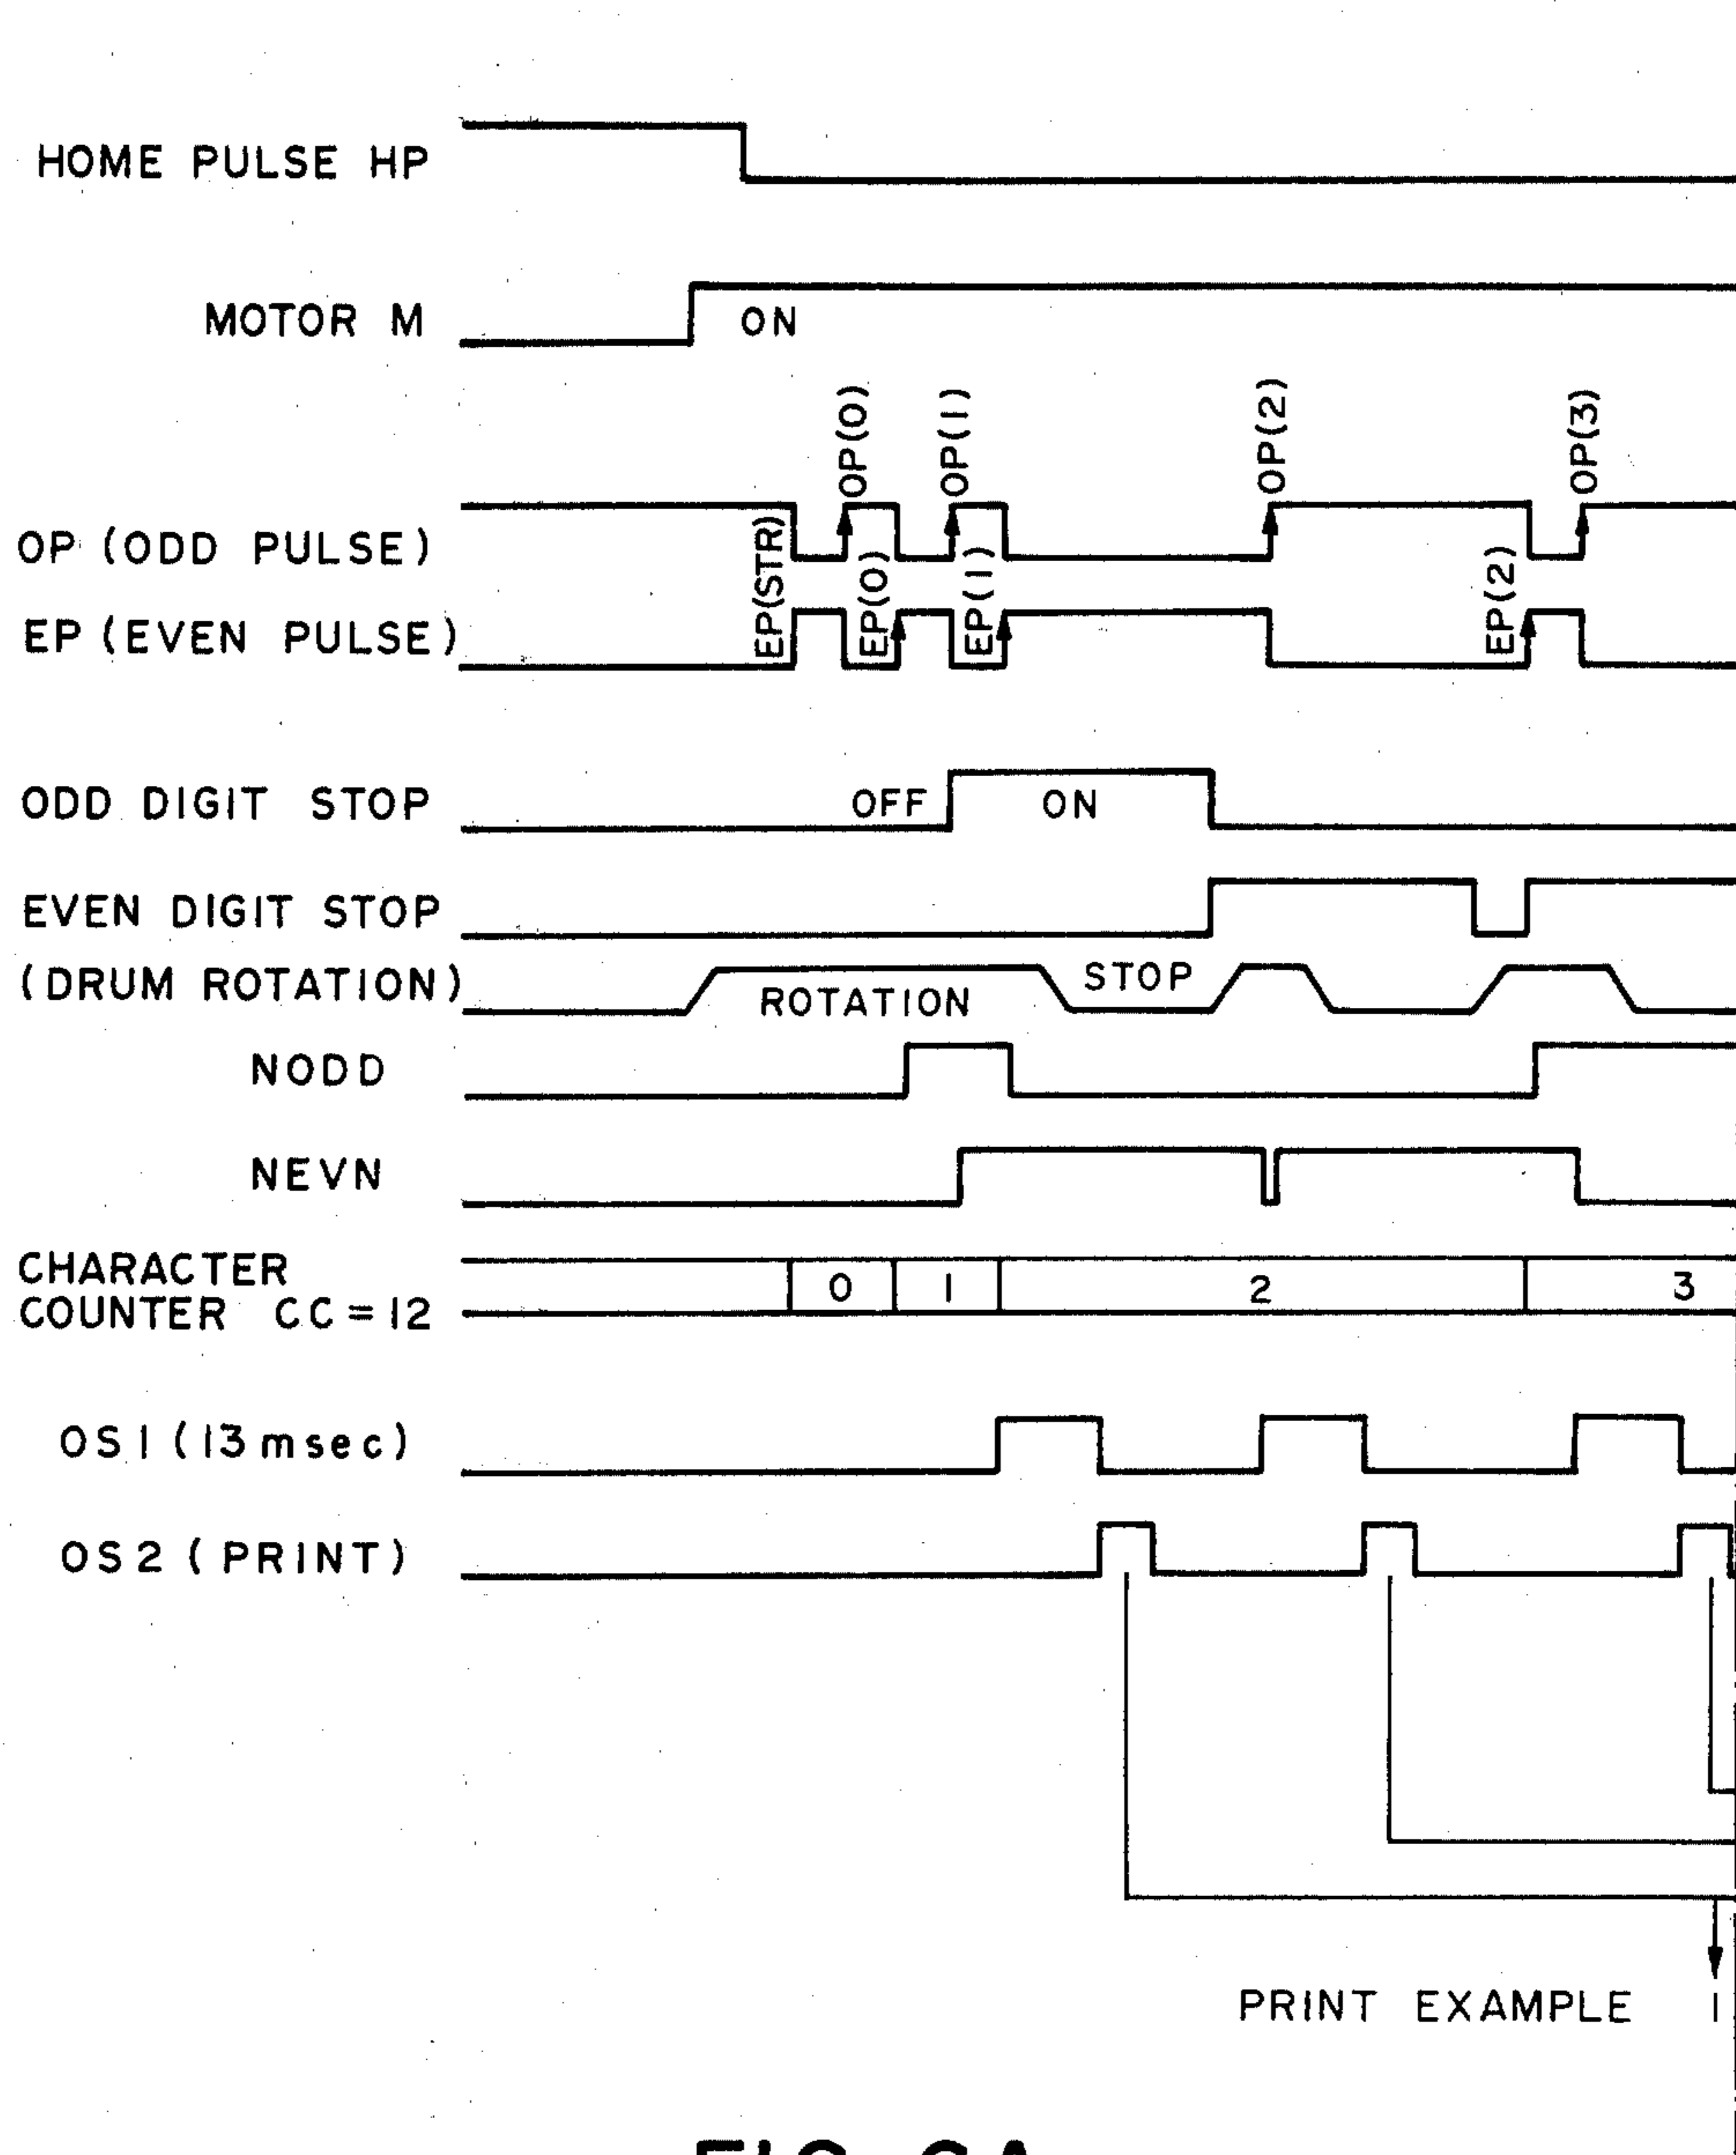 HOME PULSE HP
MOTOR M
ON
OP(0)
OP(1)
OP(2)
OP(3)
OP (ODD PULSE)
EP(STR)
EP(0)
EP(1)
EP(2)
EP (EVEN PULSE)
ODD DIGIT STOP
OFF
ON
EVEN DIGIT STOP
(DRUM ROTATION)
ROTATION
STOP
NODD
NEVN
CHARACTER
COUNTER CC=12
0
1
2
3
OS1 (13msec)
OS2 (PRINT)
PRINT EXAMPLE 1